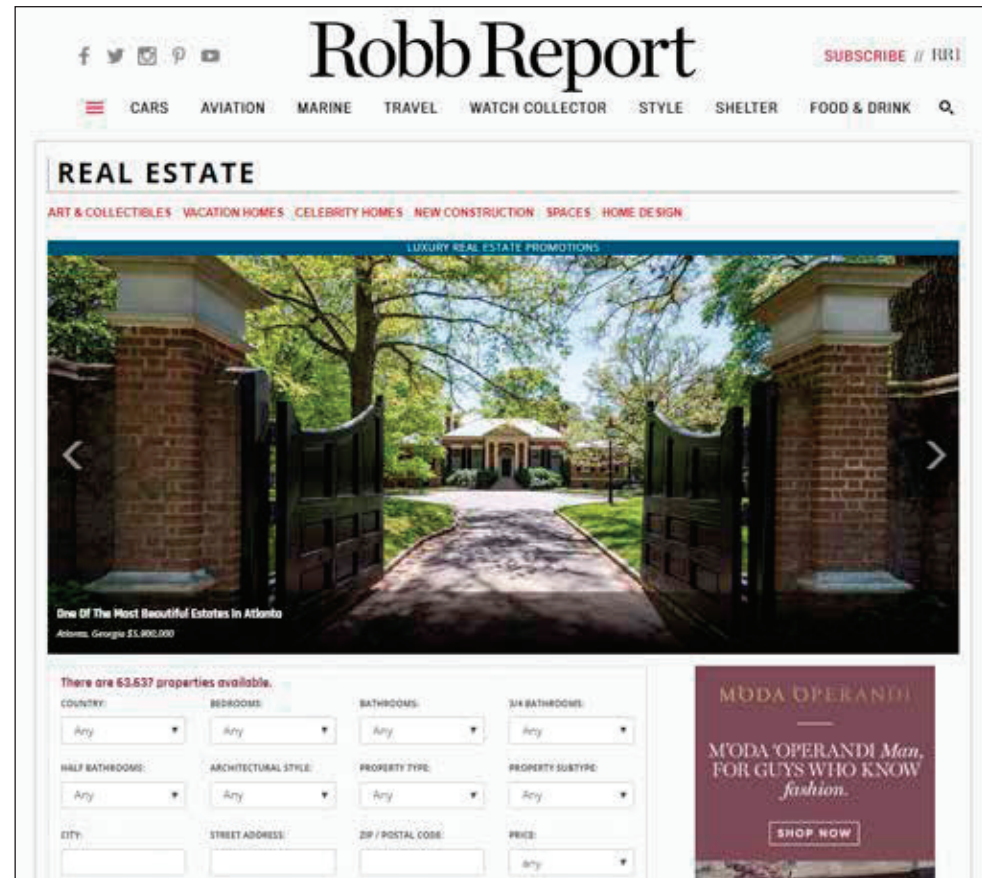 Robb Report
SUBSCRIBE // RR1
CARS AVIATION MARINE TRAVEL WATCH COLLECTOR STYLE SHELTER FOOD & DRINK
REAL ESTATE
ART & COLLECTIBLES VACATION HOMES CELEBRITY HOMES NEW CONSTRUCTION SPACES HOME DESIGN
LUXURY REAL ESTATE PROMOTIONS
One Of The Most Beautiful Estates in Atlanta
Atlanta, Georgia $5,900,000
There are 63,637 properties available.
COUNTRY: BEDROOMS: BATHROOMS: 3/4 BATHROOMS:
Any Any Any Any
HALF BATHROOMS: ARCHITECTURAL STYLE: PROPERTY TYPE: PROPERTY SUBTYPE:
Any Any Any Any
CITY: STREET ADDRESS: ZIP / POSTAL CODE: PRICE:
Any
MODA OPERANDI
M'ODA 'OPERANDI Man,
FOR GUYS WHO KNOW
fashion.
SHOP NOW